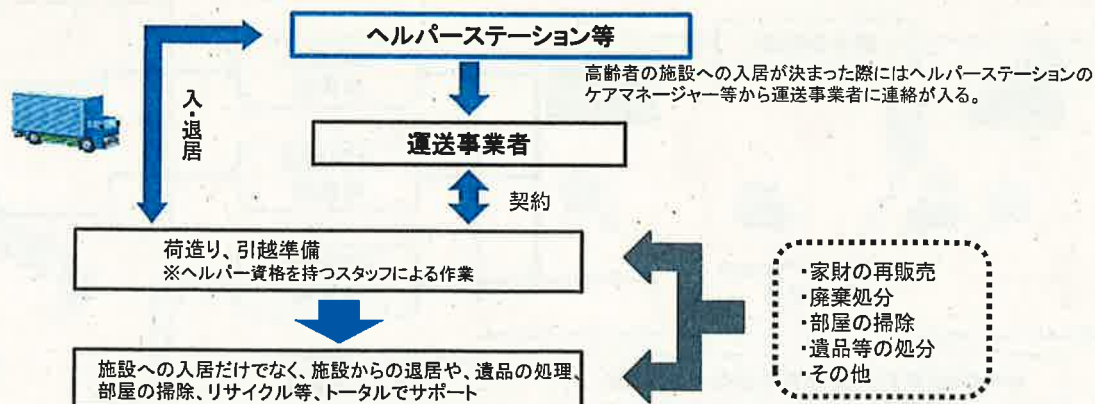 ヘルパーステーション等
高齢者の施設への入居が決まった際にはヘルパーステーションの
ケアマネージャー等から運送事業者に連絡が入る。
入・退居
運送事業者
契約
荷造り、引越準備
※ヘルパー資格を持つスタッフによる作業
・家財の再販売
・廃棄処分
・部屋の掃除
・遺品等の処分
・その他
施設への入居だけでなく、施設からの退居や、遺品の処理、
部屋の掃除、リサイクル等、トータルでサポート